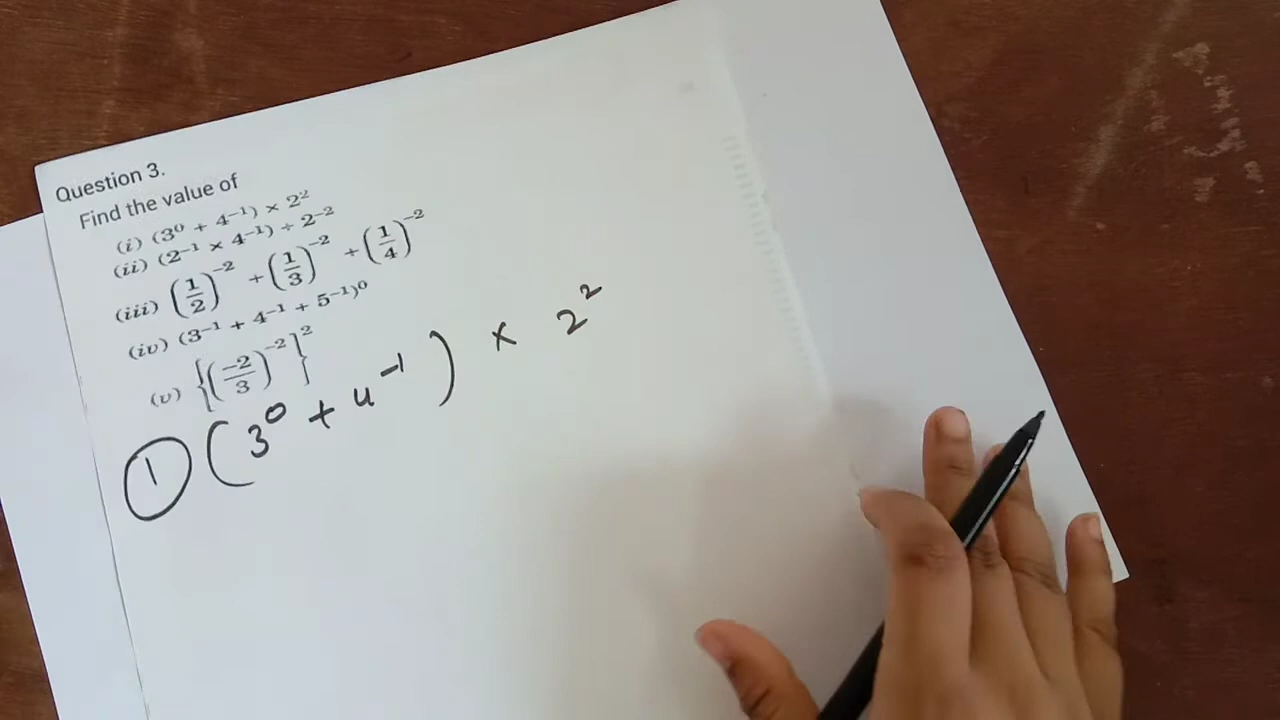 Question 3.
Find the value of
(i) (3⁰ + 4⁻¹) × 2²
(ii) (2⁻¹ × 4⁻¹) ÷ 2⁻²
(iii) (1/2)⁻² + (1/3)⁻² + (1/4)⁻²
(iv) (3⁻¹ + 4⁻¹ + 5⁻¹)⁰
(v) {(-2/3)⁻²}²
① (3⁰ + 4⁻¹) × 2²